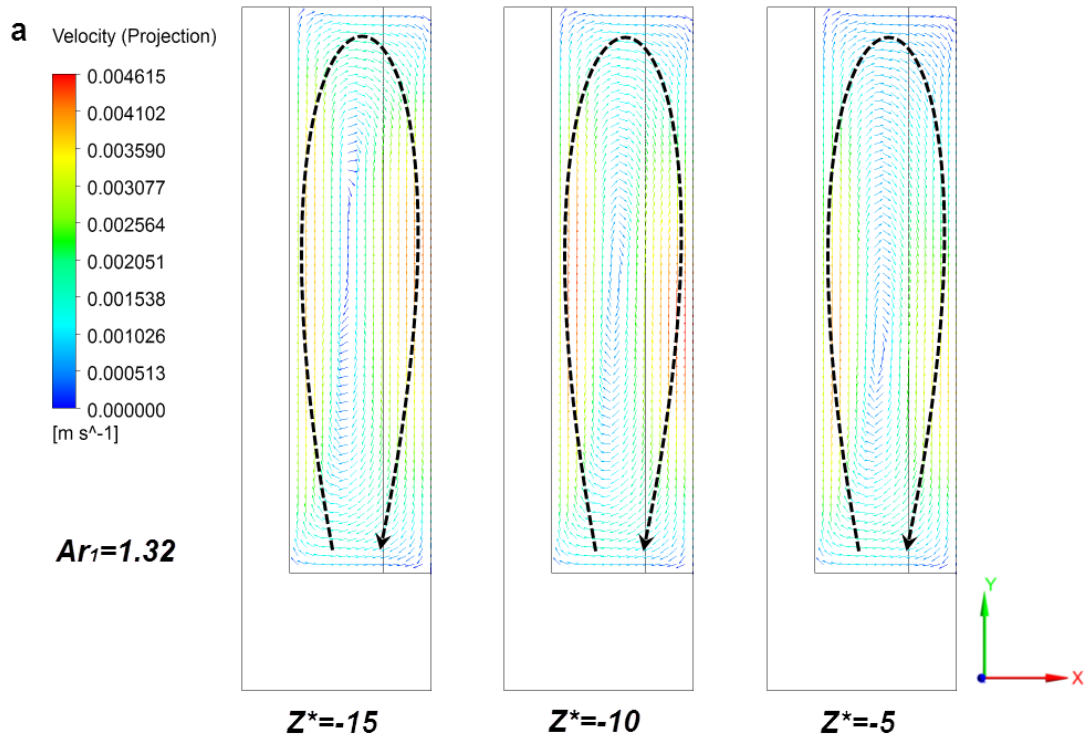 a
Velocity (Projection)
0.004615
0.004102
0.003590
0.003077
0.002564
0.002051
0.001538
0.001026
0.000513
0.000000
[m s^-1]
Ar₁=1.32
Z*=-15
Z*=-10
Z*=-5
Y
X